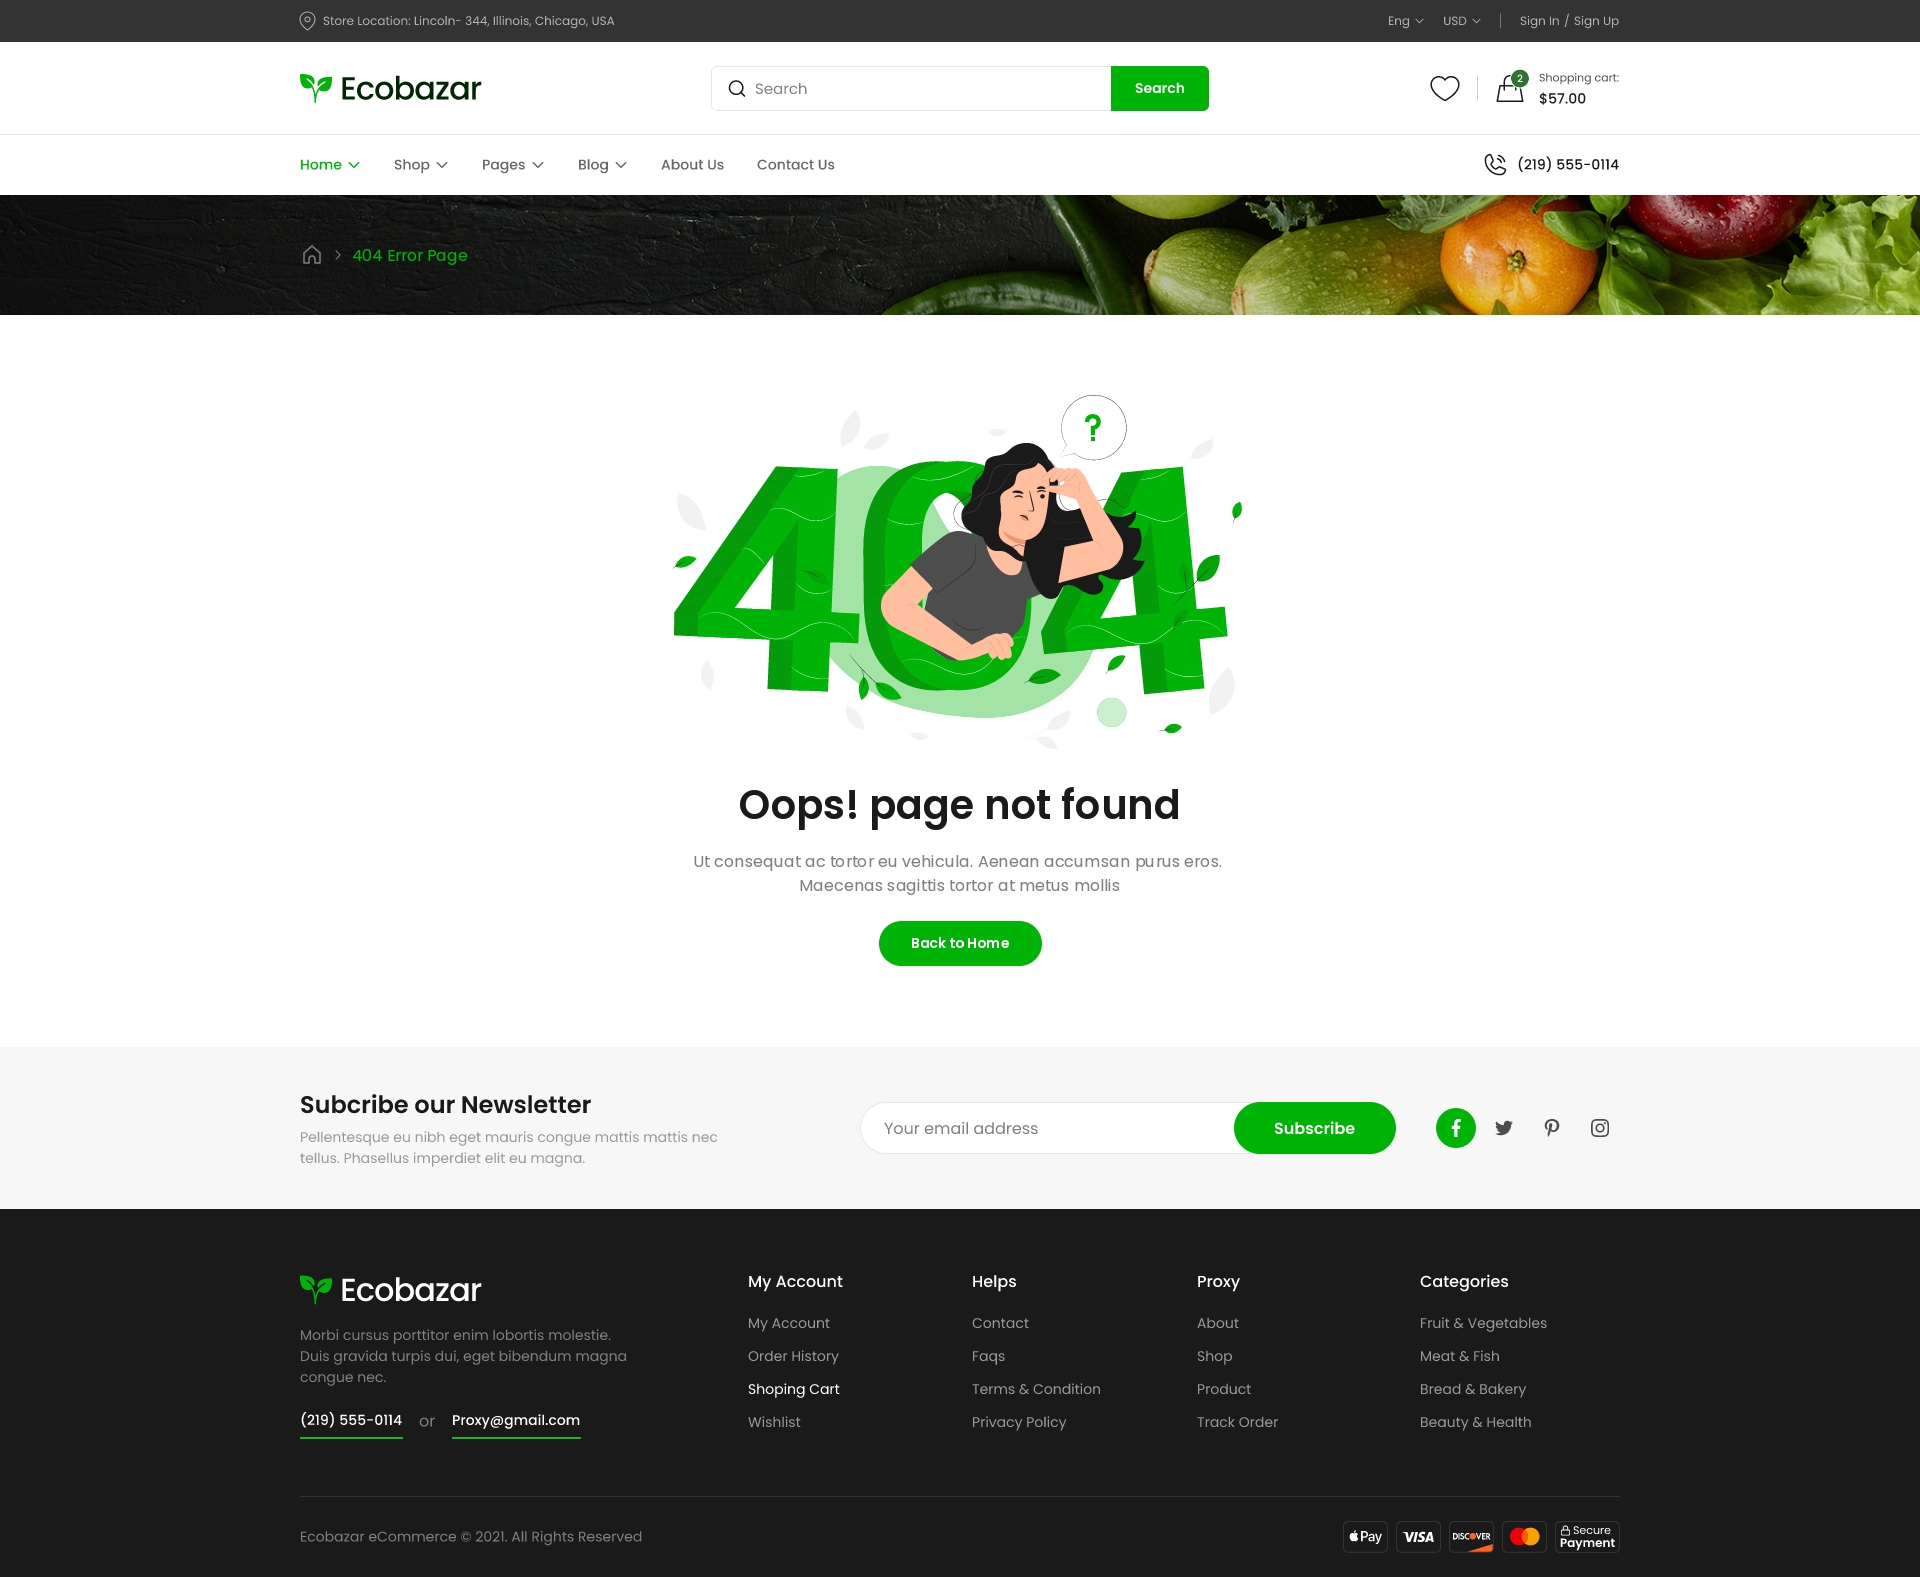 Store Location: Lincoln- 344, Illinois, Chicago, USA
Eng USD Sign In / Sign Up
Ecobazar
Search
Search
2
Shopping cart:
$57.00
Home Shop Pages Blog About Us Contact Us
(219) 555-0114
404 Error Page
?
404
Oops! page not found
Ut consequat ac tortor eu vehicula. Aenean accumsan purus eros.
Maecenas sagittis tortor at metus mollis
Back to Home
Subcribe our Newsletter
Pellentesque eu nibh eget mauris congue mattis mattis nec
tellus. Phasellus imperdiet elit eu magna.
Your email address
Subscribe
Ecobazar
Morbi cursus porttitor enim lobortis molestie.
Duis gravida turpis dui, eget bibendum magna
congue nec.
(219) 555-0114 or Proxy@gmail.com
My Account
My Account
Order History
Shoping Cart
Wishlist
Helps
Contact
Faqs
Terms & Condition
Privacy Policy
Proxy
About
Shop
Product
Track Order
Categories
Fruit & Vegetables
Meat & Fish
Bread & Bakery
Beauty & Health
Ecobazar eCommerce © 2021. All Rights Reserved
Pay
VISA
DISCOVER
Secure
Payment